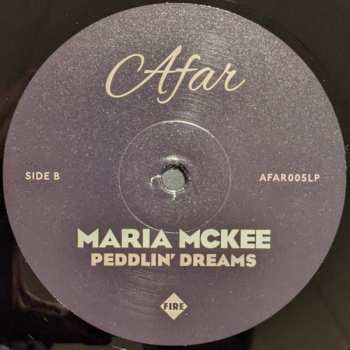 Afar
SIDE B
AFAR005LP
MARIA MCKEE
PEDDLIN' DREAMS
FIRE